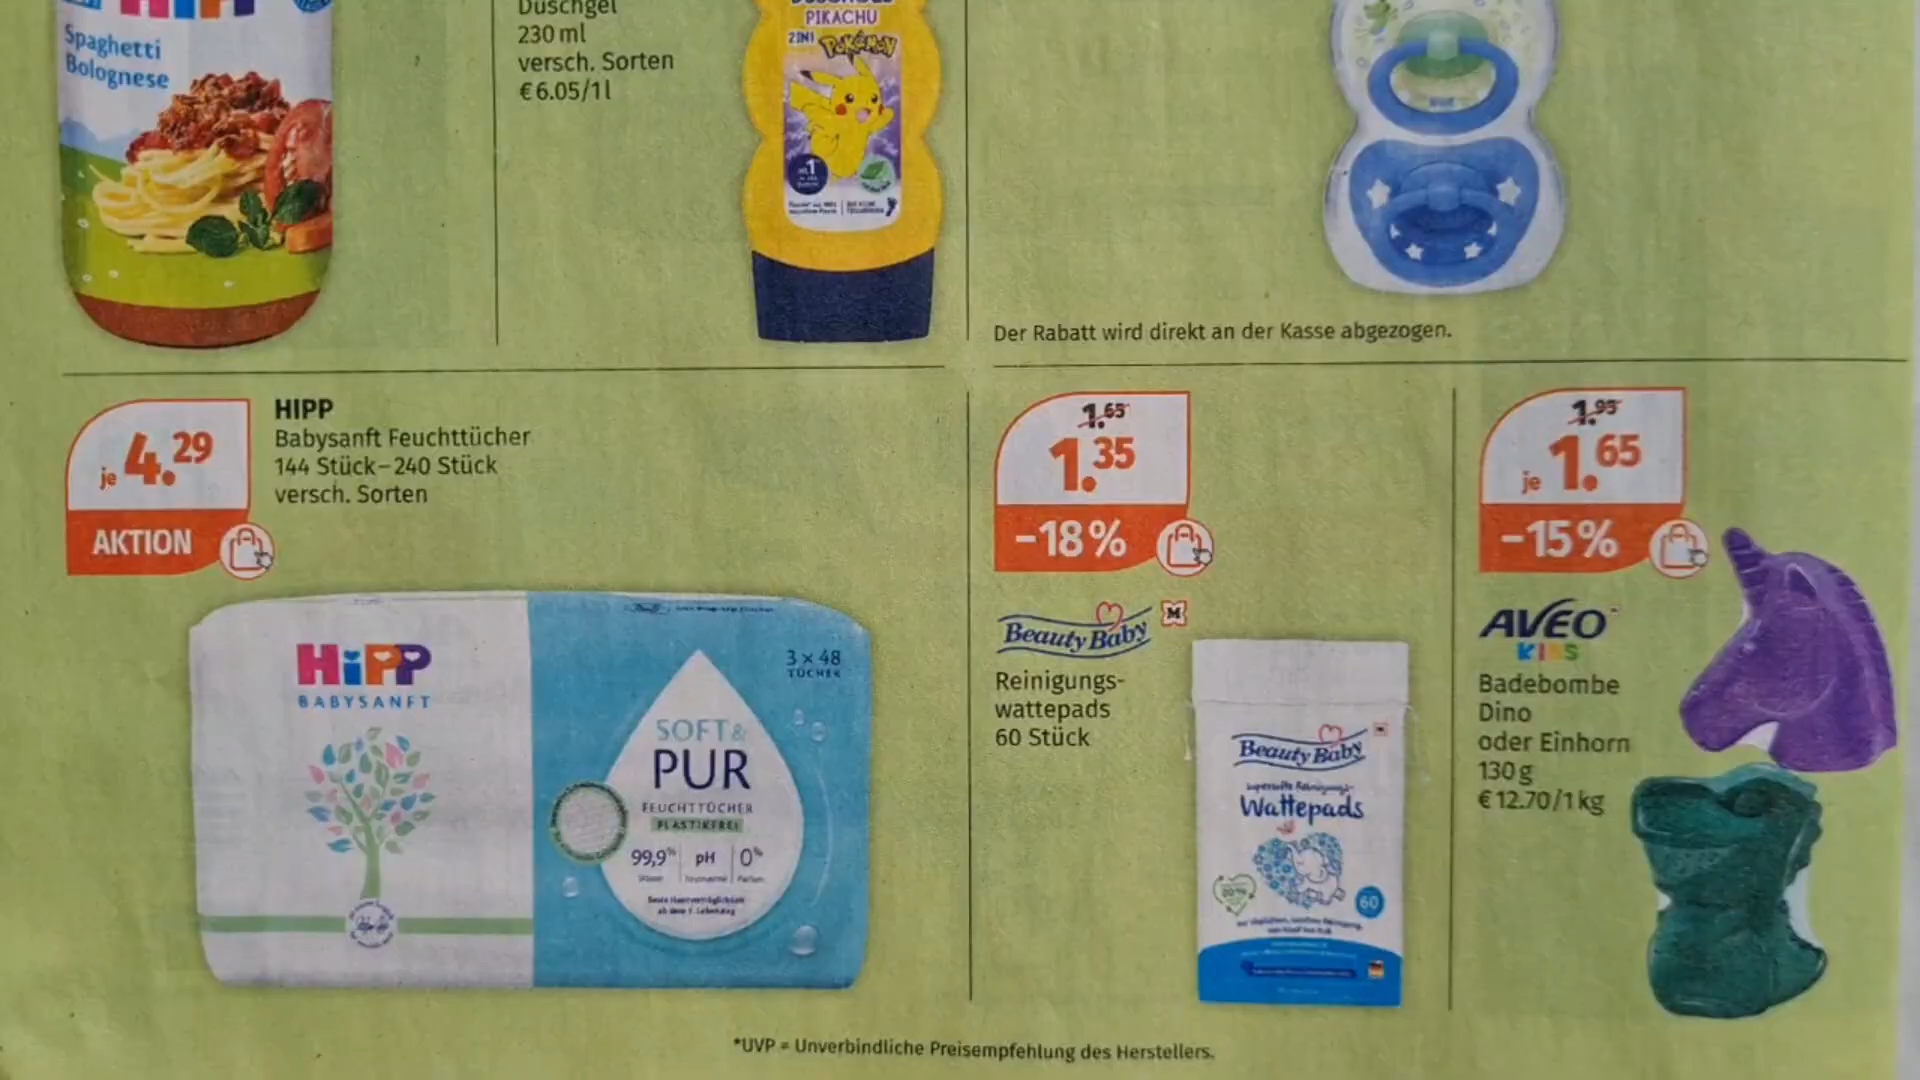 Spaghetti
Bolognese
Duschgel
230 ml
versch. Sorten
€ 6.05/1 l
PIKACHU
2IN1 POKÉMON
Der Rabatt wird direkt an der Kasse abgezogen.
je 4.29
AKTION
HIPP
Babysanft Feuchttücher
144 Stück – 240 Stück
versch. Sorten
HiPP
BABYSANFT
3 x 48
TÜCHER
SOFT &
PUR
FEUCHTTÜCHER
PLASTIKFREI
99,9% pH 0%
1.65
1.35
-18%
Beauty Baby M
Reinigungs-
wattepads
60 Stück
Beauty Baby
Wattepads
60
1.95
je 1.65
-15%
AVEO
KIDS
Badebombe
Dino
oder Einhorn
130 g
€ 12.70/1 kg
*UVP = Unverbindliche Preisempfehlung des Herstellers.